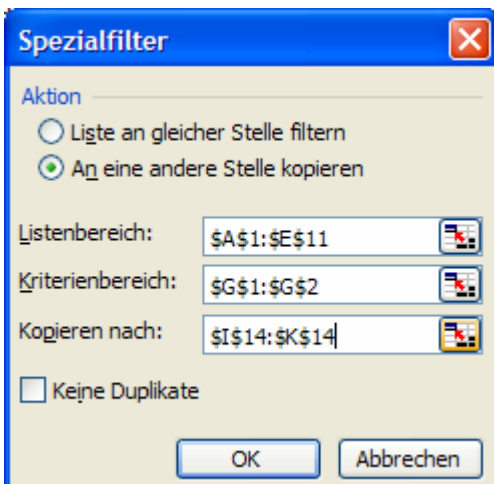 Spezialfilter
Aktion
Liste an gleicher Stelle filtern
An eine andere Stelle kopieren
Listenbereich: $A$1:$E$11
Kriterienbereich: $G$1:$G$2
Kopieren nach: $I$14:$K$14
Keine Duplikate
OK Abbrechen